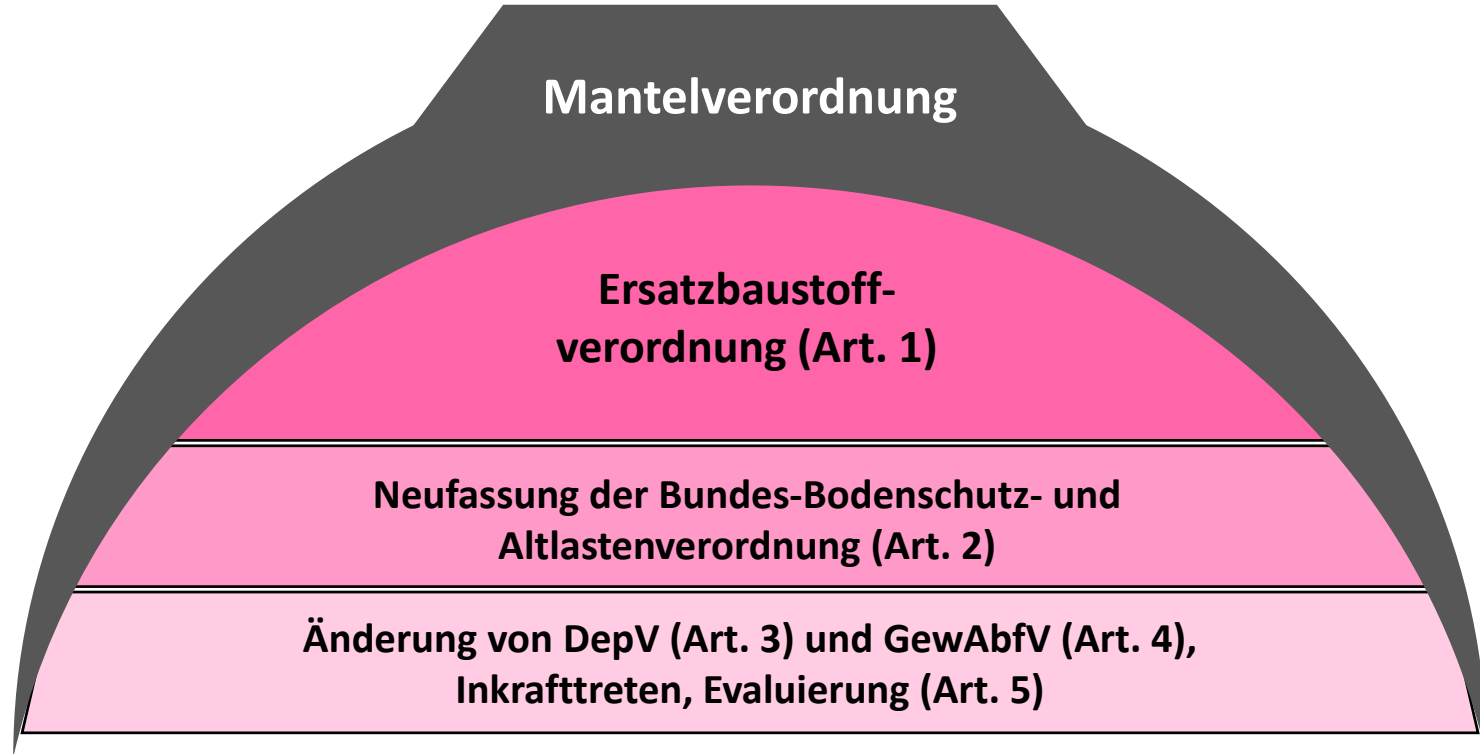 Mantelverordnung
Ersatzbaustoff-
verordnung (Art. 1)
Neufassung der Bundes-Bodenschutz- und
Altlastenverordnung (Art. 2)
Änderung von DepV (Art. 3) und GewAbfV (Art. 4),
Inkrafttreten, Evaluierung (Art. 5)